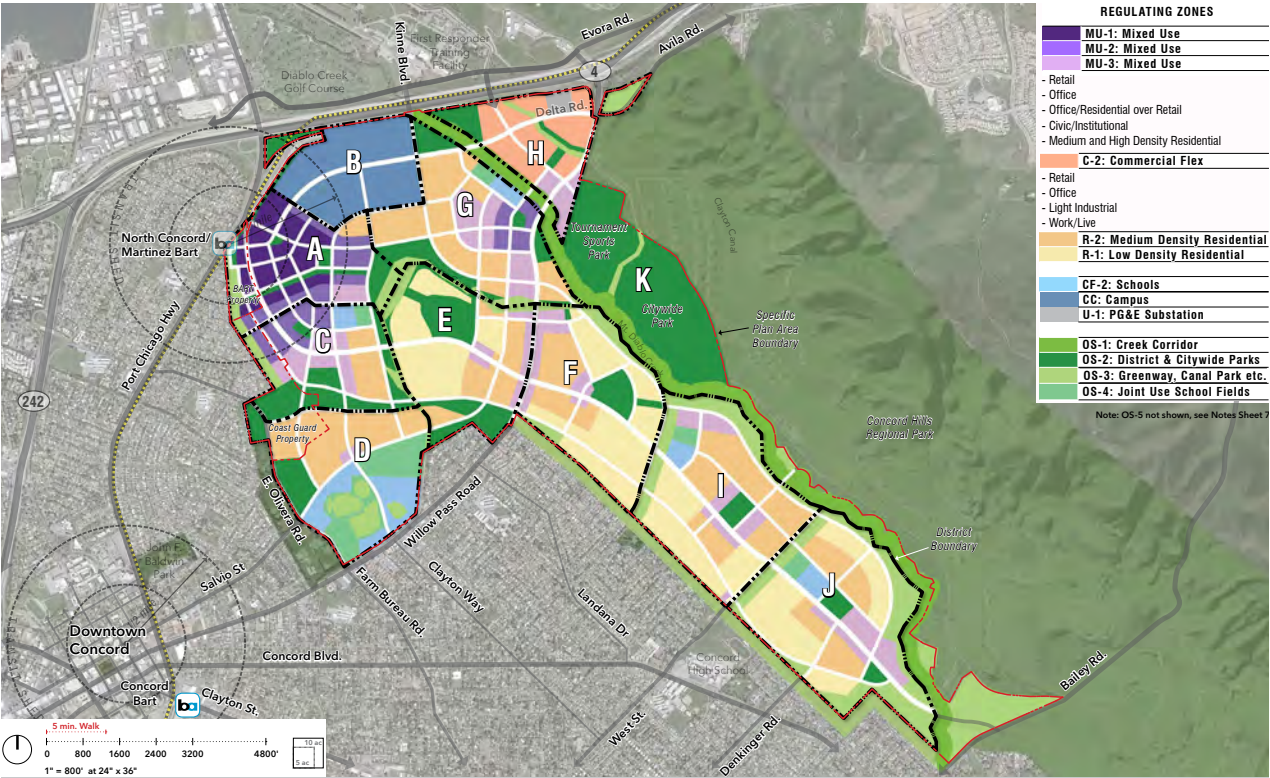 REGULATING ZONES
MU-1: Mixed Use
MU-2: Mixed Use
MU-3: Mixed Use
- Retail
- Office
- Office/Residential over Retail
- Civic/Institutional
- Medium and High Density Residential
C-2: Commercial Flex
- Retail
- Office
- Light Industrial
- Work/Live
R-2: Medium Density Residential
R-1: Low Density Residential
CF-2: Schools
CC: Campus
U-1: PG&E Substation
OS-1: Creek Corridor
OS-2: District & Citywide Parks
OS-3: Greenway, Canal Park etc.
OS-4: Joint Use School Fields
Note: OS-5 not shown, see Notes Sheet 7
Evora Rd.
Avila Rd.
Kinne Blvd.
First Responder
Training
Facility
Diablo Creek
Golf Course
4
Delta Rd.
B
H
G
A
North Concord/
Martinez Bart
ba
BART
Property
Tournament
Sports
Park
Clayton Canal
K
Citywide
Park
Specific
Plan Area
Boundary
E
C
F
Mt. Diablo Creek
Port Chicago Hwy
242
Coast Guard
Property
D
Concord Hills
Regional Park
E. Olivera Rd.
Willow Pass Road
I
District
Boundary
J
John F.
Baldwin
Park
Salvio St
Farm Bureau Rd.
Clayton Way
Landana Dr
Downtown
Concord
Concord Blvd.
Concord
High School
Bailey Rd.
Concord
Bart
ba
Clayton St.
West St.
Denkinger Rd.
5 min. Walk
0 800 1600 2400 3200 4800'
1" = 800' at 24" x 36"
10 ac
5 ac